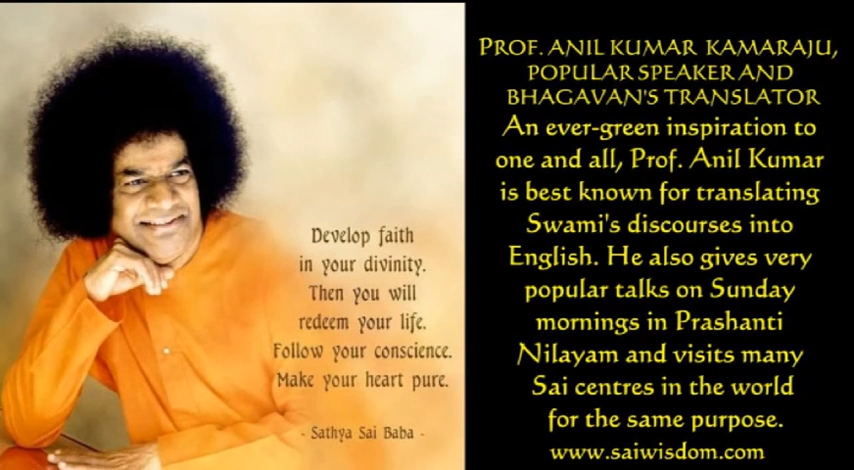 Develop faith
in your divinity.
Then you will
redeem your life.
Follow your conscience.
Make your heart pure.
- Sathya Sai Baba -
PROF. ANIL KUMAR KAMARAJU,
POPULAR SPEAKER AND
BHAGAVAN'S TRANSLATOR
An ever-green inspiration to
one and all, Prof. Anil Kumar
is best known for translating
Swami's discourses into
English. He also gives very
popular talks on Sunday
mornings in Prashanti
Nilayam and visits many
Sai centres in the world
for the same purpose.
www.saiwisdom.com